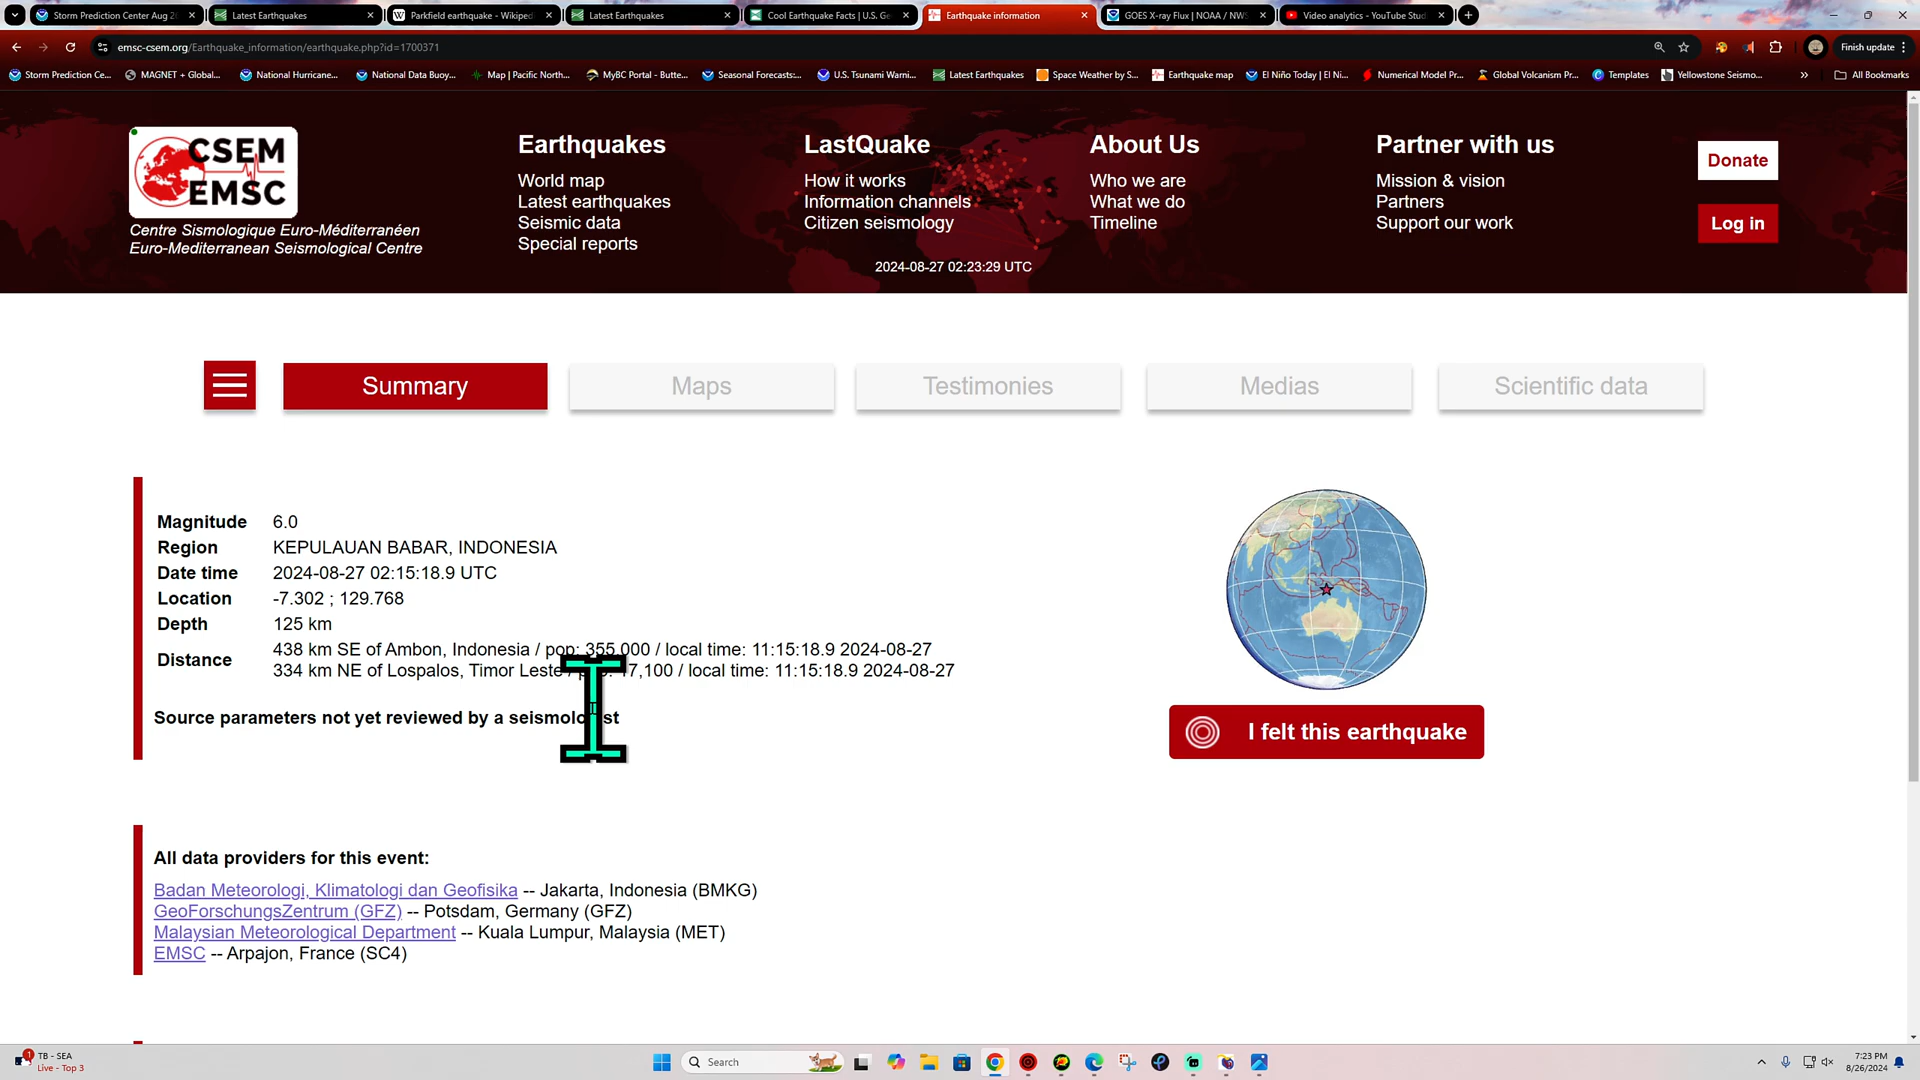 Storm Prediction Center Aug 2
Latest Earthquakes
Parkfield earthquake - Wikiped
Latest Earthquakes
Cool Earthquake Facts | U.S. Ge
Earthquake information
GOES X-ray Flux | NOAA / NW
Video analytics - YouTube Stud
emsc-csem.org/Earthquake_information/earthquake.php?id=1700371
Finish update
Storm Prediction Ce...
MAGNET + Global...
National Hurricane...
National Data Buoy...
Map | Pacific North...
MyBC Portal - Butte...
Seasonal Forecasts:...
U.S. Tsunami Warni...
Latest Earthquakes
Space Weather by S...
Earthquake map
El Niño Today | El Ni...
Numerical Model Pr...
Global Volcanism Pr...
Templates
Yellowstone Seismo...
All Bookmarks
CSEM
EMSC
Centre Sismologique Euro-Méditerranéen
Euro-Mediterranean Seismological Centre
Earthquakes
World map
Latest earthquakes
Seismic data
Special reports
LastQuake
How it works
Information channels
Citizen seismology
About Us
Who we are
What we do
Timeline
Partner with us
Mission & vision
Partners
Support our work
Donate
Log in
2024-08-27 02:23:29 UTC
Summary
Maps
Testimonies
Medias
Scientific data
Magnitude 6.0
Region KEPULAUAN BABAR, INDONESIA
Date time 2024-08-27 02:15:18.9 UTC
Location -7.302 ; 129.768
Depth 125 km
Distance
438 km SE of Ambon, Indonesia / pop: 355,000 / local time: 11:15:18.9 2024-08-27
334 km NE of Lospalos, Timor Leste / 17,100 / local time: 11:15:18.9 2024-08-27
Source parameters not yet reviewed by a seismologist
I felt this earthquake
All data providers for this event:
Badan Meteorologi, Klimatologi dan Geofisika -- Jakarta, Indonesia (BMKG)
GeoForschungsZentrum (GFZ) -- Potsdam, Germany (GFZ)
Malaysian Meteorological Department -- Kuala Lumpur, Malaysia (MET)
EMSC -- Arpajon, France (SC4)
1
TB - SEA
Live - Top 3
Search
7:23 PM
8/26/2024